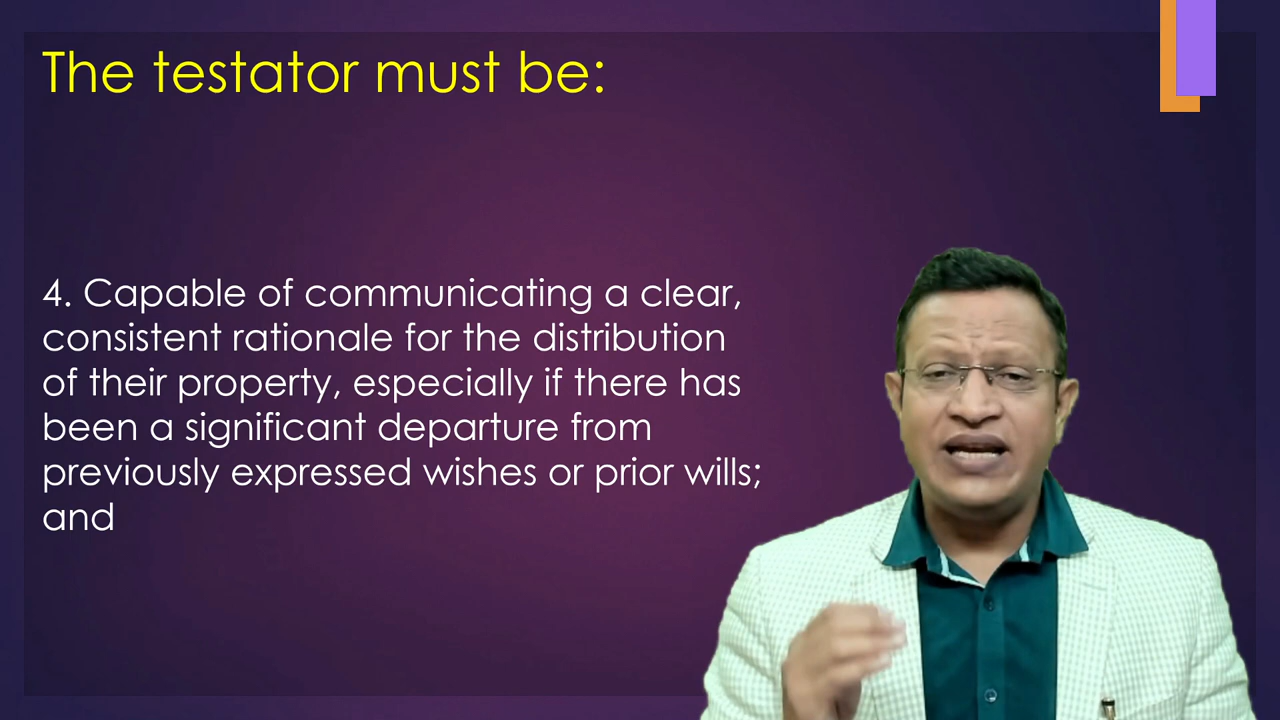 The testator must be:
4. Capable of communicating a clear,
consistent rationale for the distribution
of their property, especially if there has
been a significant departure from
previously expressed wishes or prior wills;
and